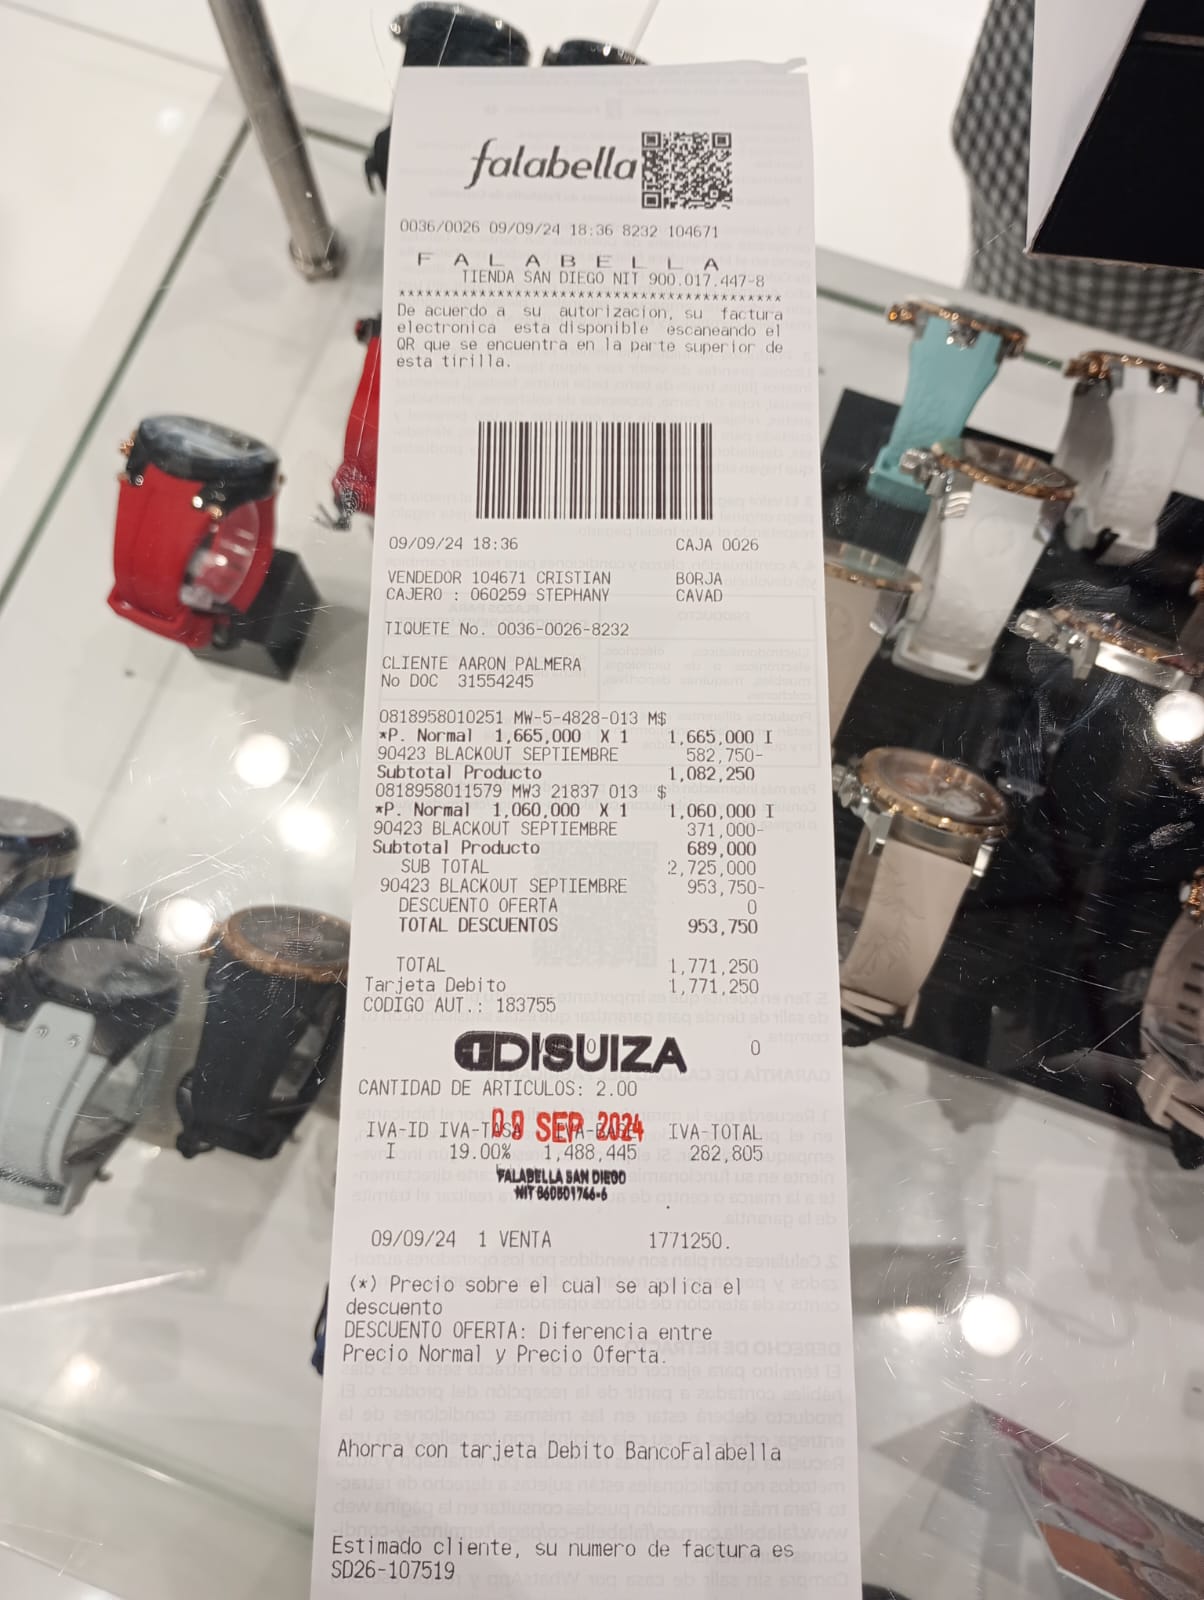 falabella
0036/0026 09/09/24 18:36 8232 104671
F A L A B E L L A
TIENDA SAN DIEGO NIT 900.017.447-8
******************************************
De acuerdo a su autorizacion, su factura
electronica esta disponible escaneando el
QR que se encuentra en la parte superior de
esta tirilla.
09/09/24 18:36 CAJA 0026
VENDEDOR 104671 CRISTIAN BORJA
CAJERO : 060259 STEPHANY CAVAD
TIQUETE No. 0036-0026-8232
CLIENTE AARON PALMERA
No DOC 31554245
0818958010251 MW-5-4828-013 M$
*P. Normal 1,665,000 X 1 1,665,000 I
90423 BLACKOUT SEPTIEMBRE 582,750-
Subtotal Producto 1,082,250
0818958011579 MW3 21837 013 $
*P. Normal 1,060,000 X 1 1,060,000 I
90423 BLACKOUT SEPTIEMBRE 371,000-
Subtotal Producto 689,000
SUB TOTAL 2,725,000
90423 BLACKOUT SEPTIEMBRE 953,750-
DESCUENTO OFERTA 0
TOTAL DESCUENTOS 953,750
TOTAL 1,771,250
Tarjeta Debito 1,771,250
CODIGO AUT.: 183755
DISUIZA 0
CANTIDAD DE ARTICULOS: 2.00
SEP 2024
IVA-ID IVA-TASA IVA-BASE IVA-TOTAL
I 19.00% 1,488,445 282,805
FALABELLA SAN DIEGO
NIT 860501746-6
09/09/24 1 VENTA 1771250.
(*) Precio sobre el cual se aplica el
descuento
DESCUENTO OFERTA: Diferencia entre
Precio Normal y Precio Oferta.
Ahorra con tarjeta Debito BancoFalabella
Estimado cliente, su numero de factura es
SD26-107519